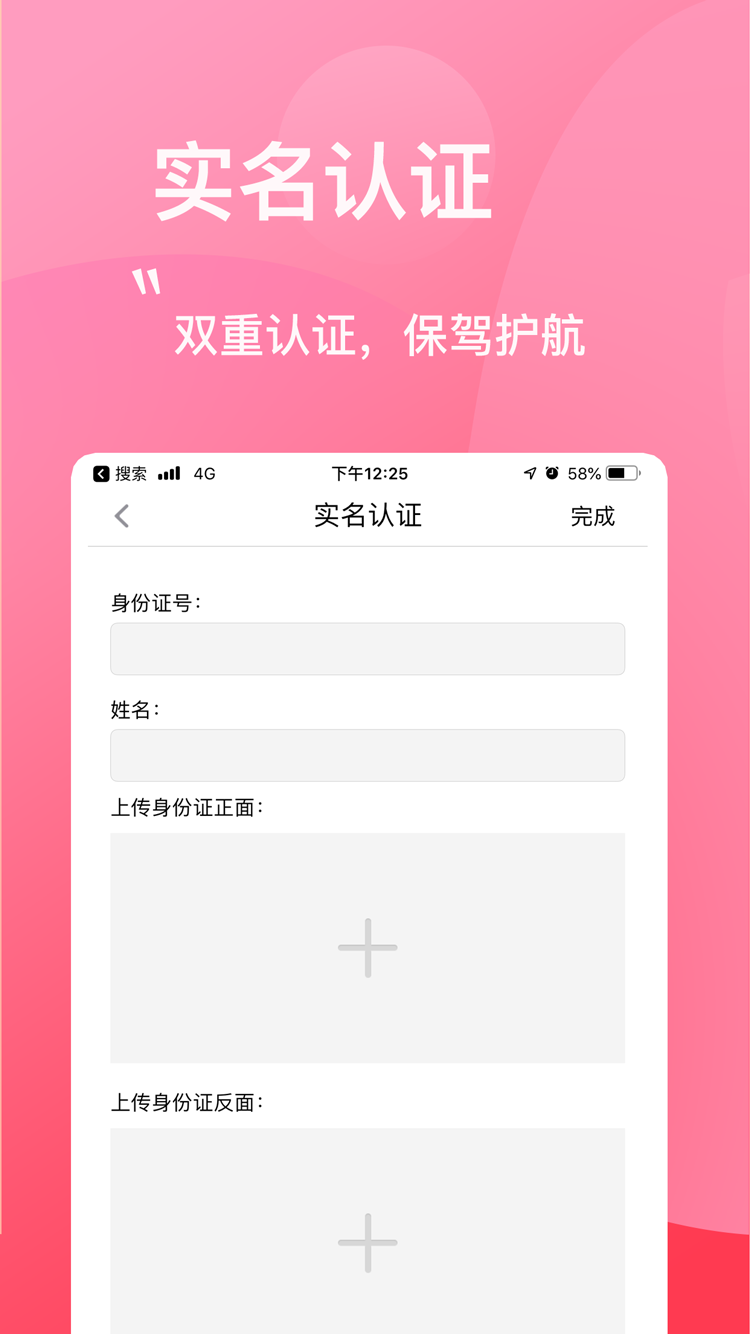 实名认证
"
双重认证，保驾护航
搜索 4G 下午12:25 58%
实名认证 完成
身份证号：
姓名：
上传身份证正面：
上传身份证反面：